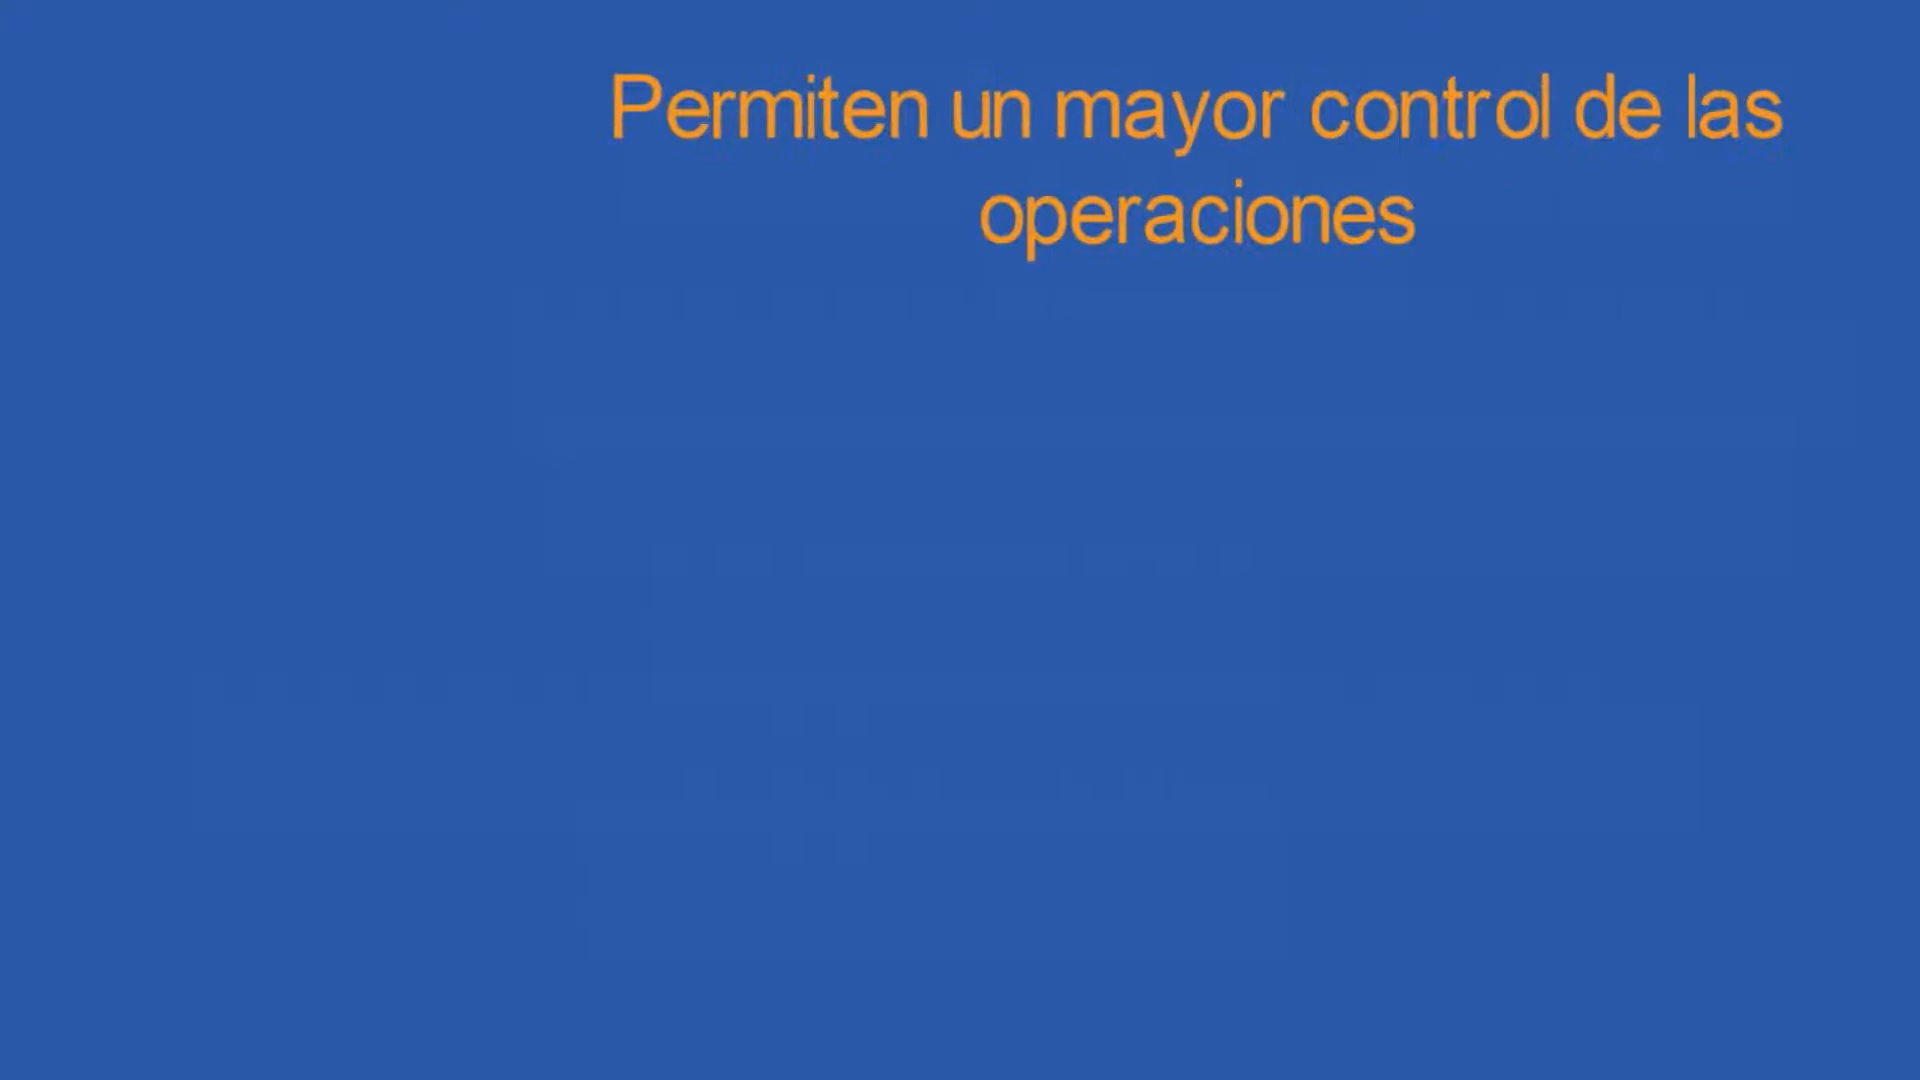 Permiten un mayor control de las
operaciones